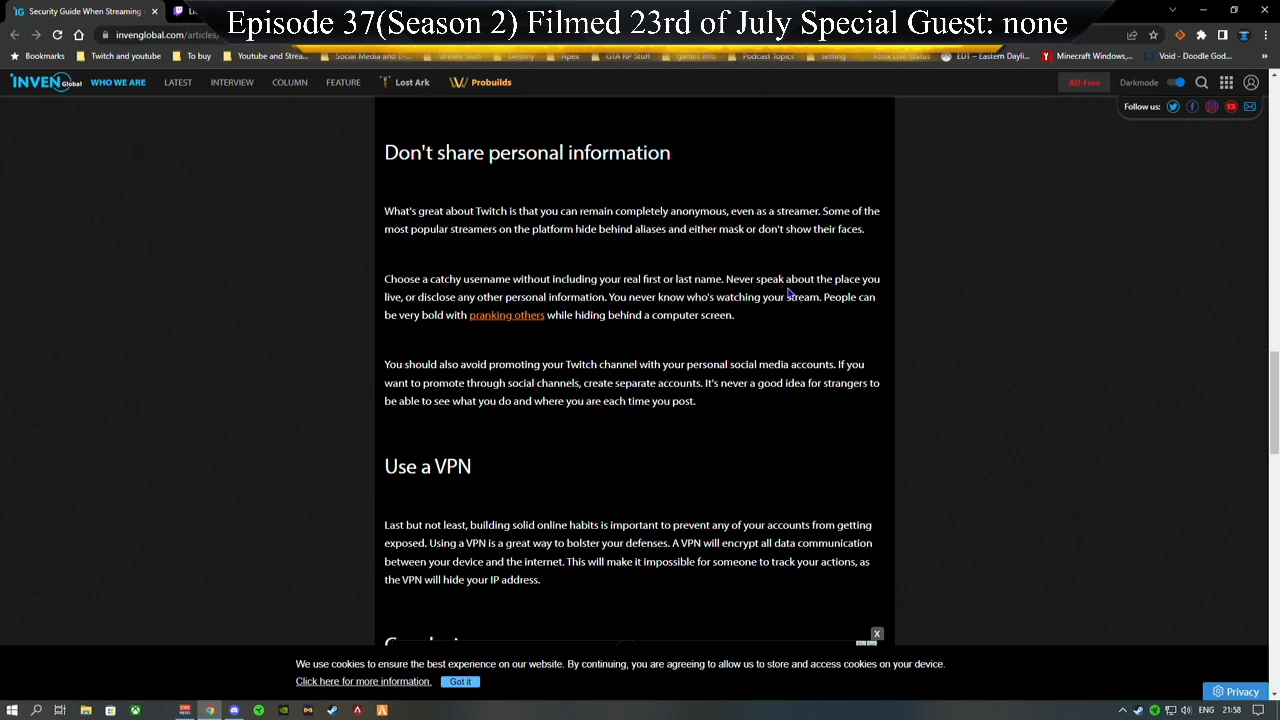 Episode 37(Season 2) Filmed 23rd of July Special Guest: none
Security Guide When Streaming
invenglobal.com/articles/
Bookmarks
Twitch and youtube
To buy
Youtube and Strea...
Social Media and E-...
Stream Stuff
Destiny
Apex
GTA RP Stuff
games info
Podcast Topics
setting
Xbox Live Status
EDT – Eastern Dayli...
Minecraft Windows,...
Void - Doodle God...
INVEN Global
WHO WE ARE
LATEST
INTERVIEW
COLUMN
FEATURE
Lost Ark
Probuilds
AD-Free
Darkmode
Follow us:
Don't share personal information
What's great about Twitch is that you can remain completely anonymous, even as a streamer. Some of the
most popular streamers on the platform hide behind aliases and either mask or don't show their faces.
Choose a catchy username without including your real first or last name. Never speak about the place you
live, or disclose any other personal information. You never know who's watching your stream. People can
be very bold with pranking others while hiding behind a computer screen.
You should also avoid promoting your Twitch channel with your personal social media accounts. If you
want to promote through social channels, create separate accounts. It's never a good idea for strangers to
be able to see what you do and where you are each time you post.
Use a VPN
Last but not least, building solid online habits is important to prevent any of your accounts from getting
exposed. Using a VPN is a great way to bolster your defenses. A VPN will encrypt all data communication
between your device and the internet. This will make it impossible for someone to track your actions, as
the VPN will hide your IP address.
We use cookies to ensure the best experience on our website. By continuing, you are agreeing to allow us to store and access cookies on your device.
Click here for more information.
Got it
Privacy
ENG
21:58